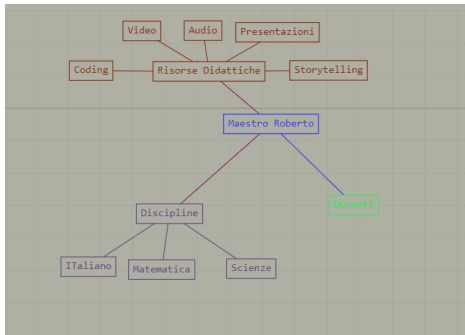 Video
Audio
Presentazioni
Coding
Risorse Didattiche
Storytelling
Maestro Roberto
Docenti
Discipline
ITaliano
Matematica
Scienze